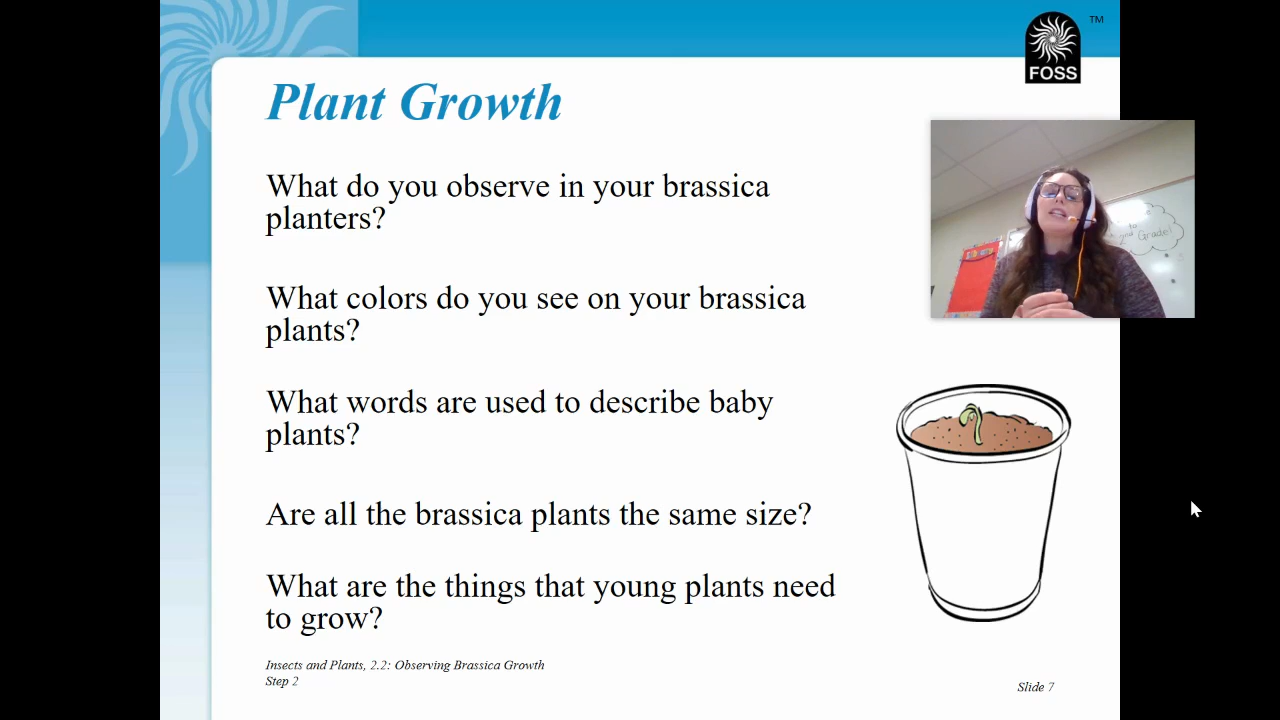 TM
FOSS
Plant Growth
What do you observe in your brassica
planters?
What colors do you see on your brassica
plants?
What words are used to describe baby
plants?
Are all the brassica plants the same size?
What are the things that young plants need
to grow?
Insects and Plants, 2.2: Observing Brassica Growth
Step 2
Slide 7
to
2nd Grade!